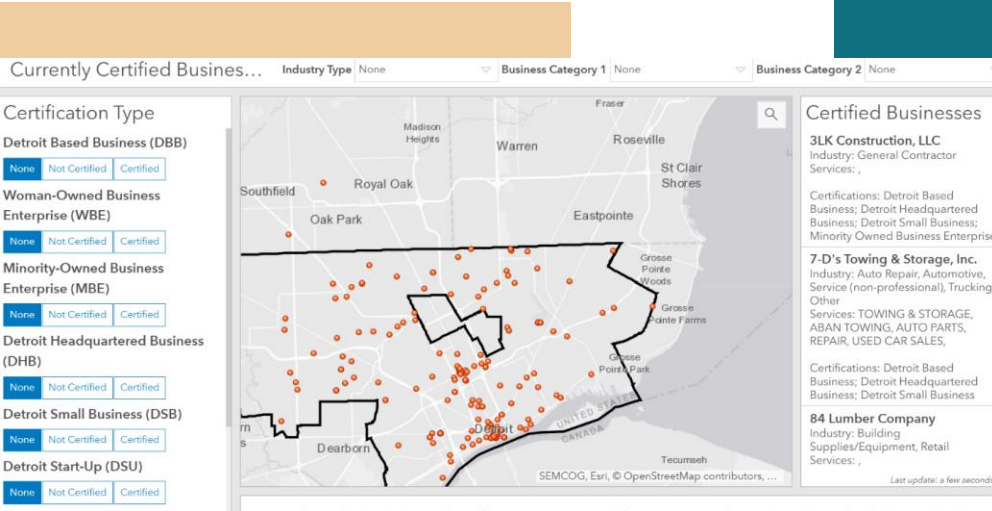 Currently Certified Busines...
Industry Type None
Business Category 1 None
Business Category 2 None
Certification Type
Detroit Based Business (DBB)
None Not Certified Certified
Woman-Owned Business
Enterprise (WBE)
None Not Certified Certified
Minority-Owned Business
Enterprise (MBE)
None Not Certified Certified
Detroit Headquartered Business
(DHB)
None Not Certified Certified
Detroit Small Business (DSB)
None Not Certified Certified
Detroit Start-Up (DSU)
None Not Certified Certified
Fraser
Madison
Heights
Warren
Roseville
St Clair
Shores
Southfield
Royal Oak
Oak Park
Eastpointe
Grosse
Pointe
Woods
Grosse
Pointe Farms
Grosse
Pointe Park
UNITED STATES
CANADA
Detroit
Dearborn
Tecumseh
SEMCOG, Esri, © OpenStreetMap contributors, ...
Certified Businesses
3LK Construction, LLC
Industry: General Contractor
Services: ,
Certifications: Detroit Based
Business; Detroit Headquartered
Business; Detroit Small Business;
Minority Owned Business Enterprise
7-D's Towing & Storage, Inc.
Industry: Auto Repair, Automotive,
Service (non-professional), Trucking
Other
Services: TOWING & STORAGE,
ABAN TOWING, AUTO PARTS,
REPAIR, USED CAR SALES,
Certifications: Detroit Based
Business; Detroit Headquartered
Business; Detroit Small Business
84 Lumber Company
Industry: Building
Supplies/Equipment, Retail
Services: ,
Last update: a few seconds